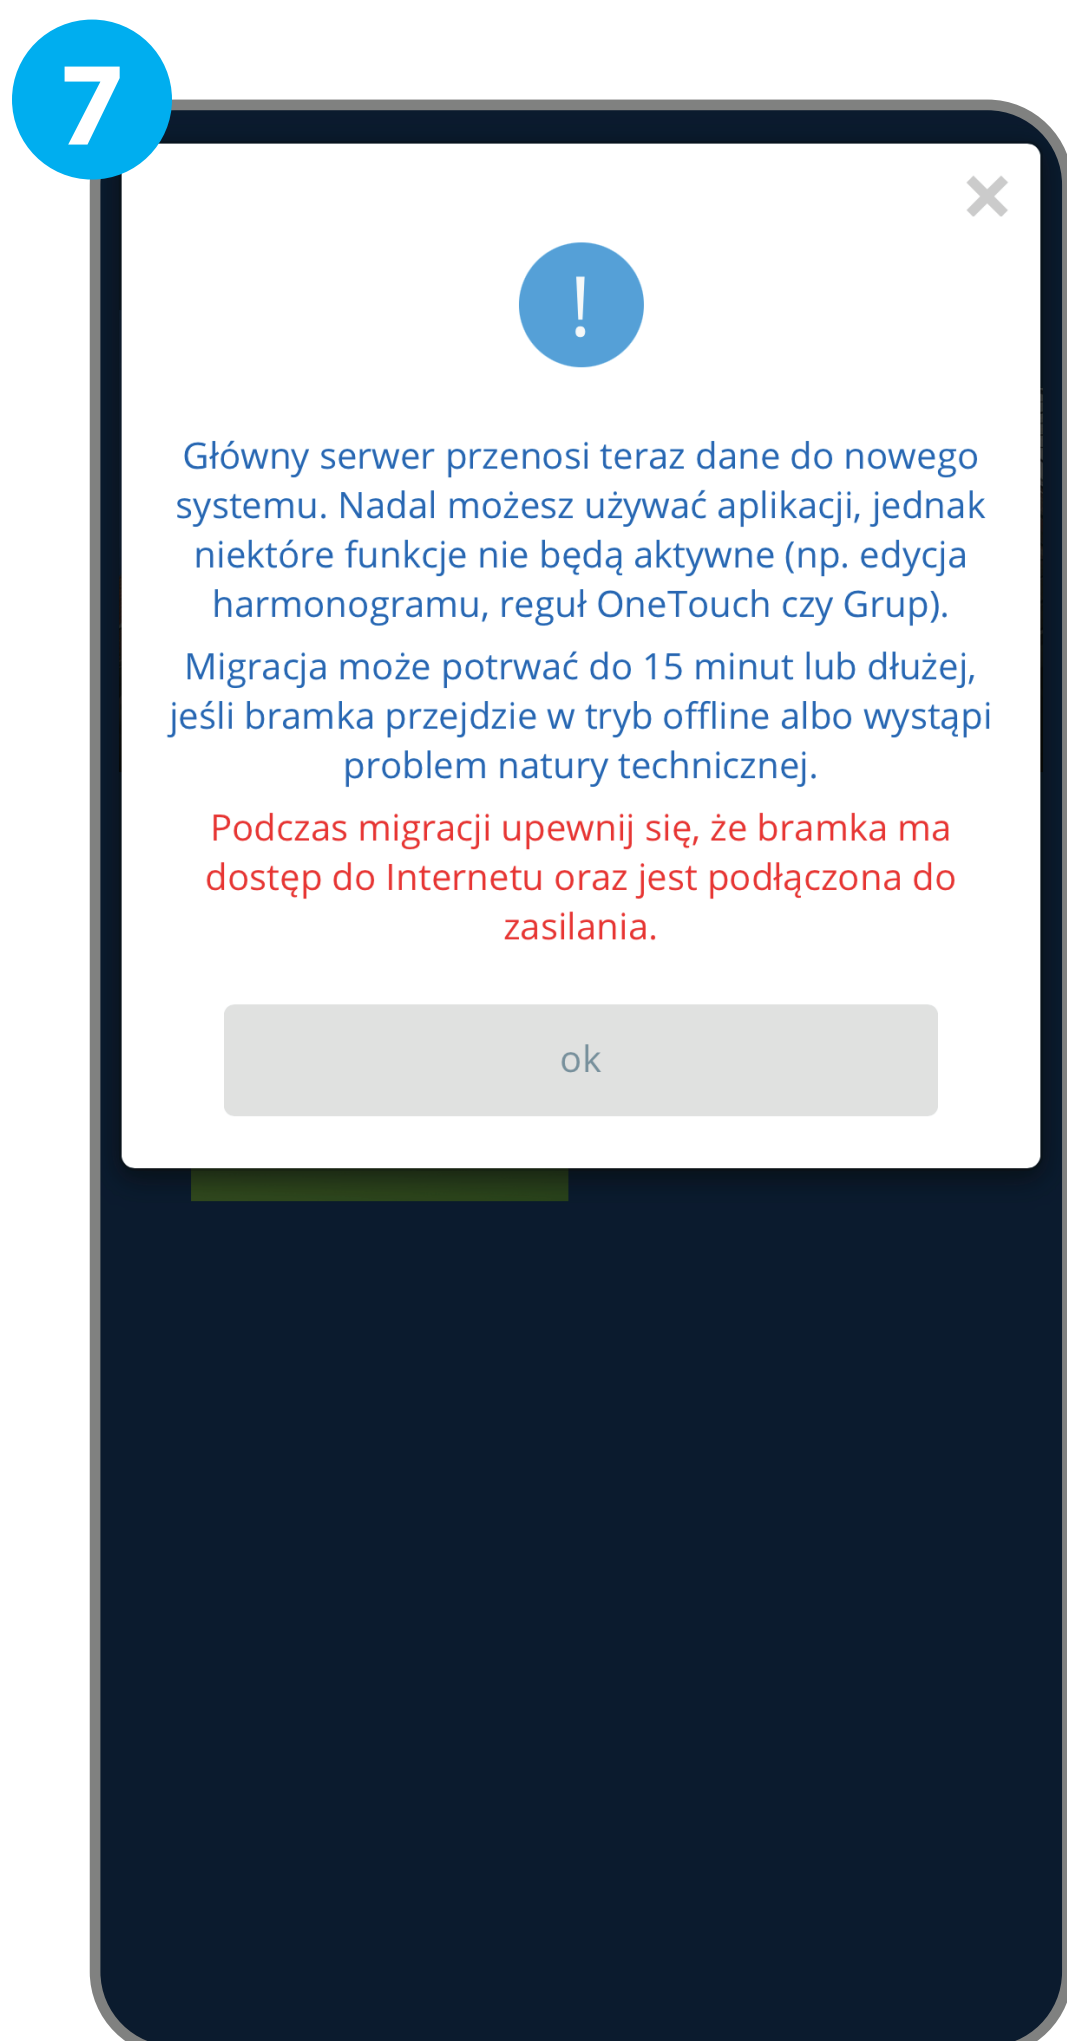 7
!
Główny serwer przenosi teraz dane do nowego
systemu. Nadal możesz używać aplikacji, jednak
niektóre funkcje nie będą aktywne (np. edycja
harmonogramu, reguł OneTouch czy Grup).
Migracja może potrwać do 15 minut lub dłużej,
jeśli bramka przejdzie w tryb offline albo wystąpi
problem natury technicznej.
Podczas migracji upewnij się, że bramka ma
dostęp do Internetu oraz jest podłączona do
zasilania.
ok